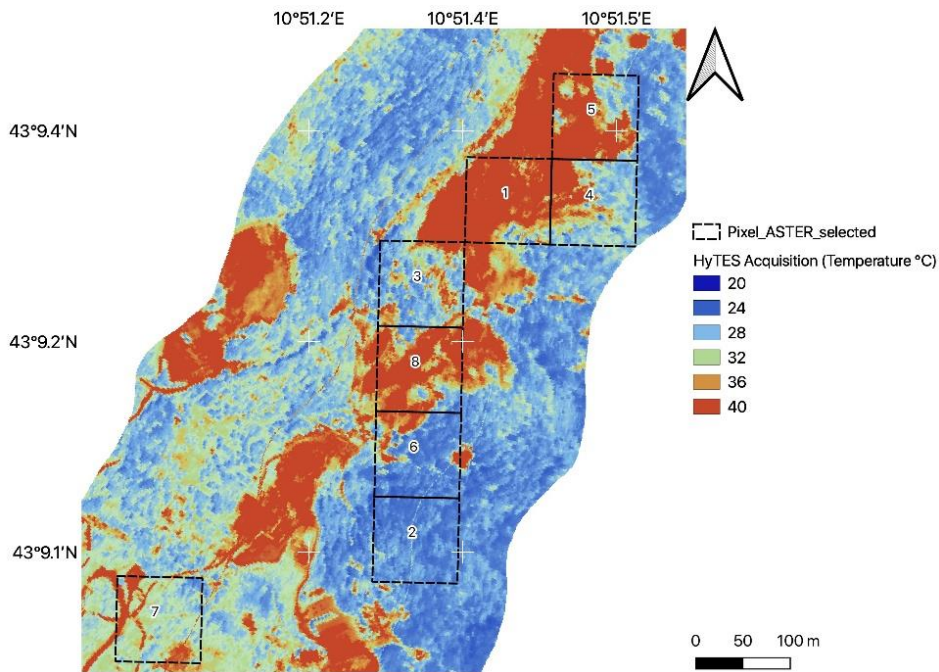 10°51.2'E 10°51.4'E 10°51.5'E
43°9.4'N
43°9.2'N
43°9.1'N
5
1
4
3
8
6
2
7
Pixel_ASTER_selected
HyTES Acquisition (Temperature °C)
20
24
28
32
36
40
0 50 100 m